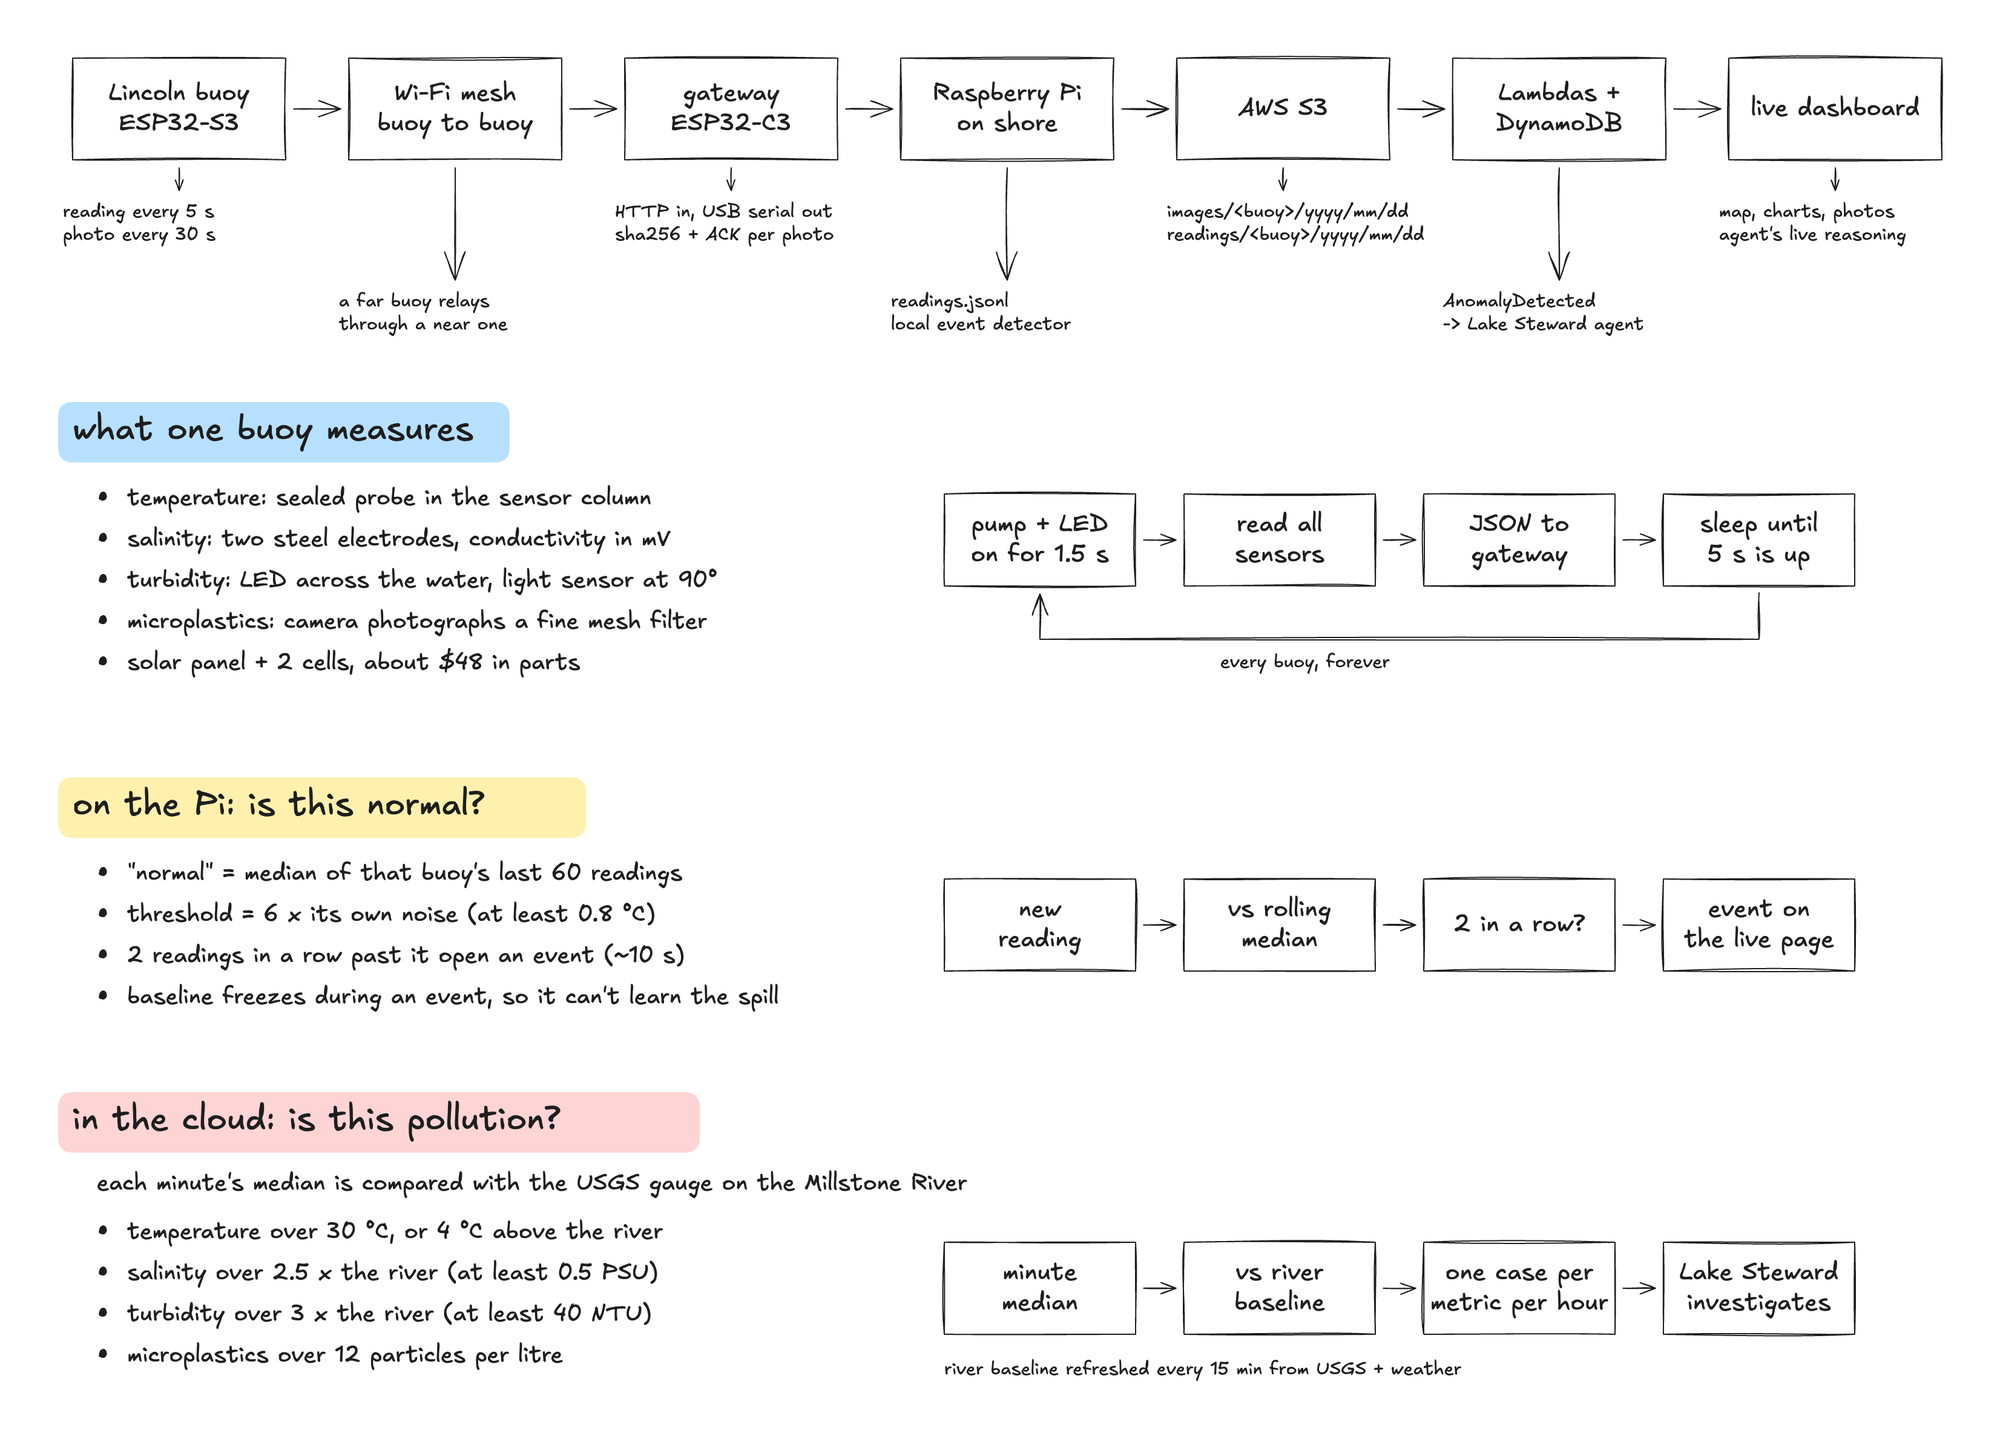 Lincoln buoy
ESP32-S3
Wi-Fi mesh
buoy to buoy
gateway
ESP32-C3
Raspberry Pi
on shore
AWS S3
Lambdas +
DynamoDB
live dashboard
reading every 5 s
photo every 30 s
a far buoy relays
through a near one
HTTP in, USB serial out
sha256 + ACK per photo
readings.jsonl
local event detector
images/<buoy>/yyyy/mm/dd
readings/<buoy>/yyyy/mm/dd
AnomalyDetected
-> Lake Steward agent
map, charts, photos
agent's live reasoning
what one buoy measures
• temperature: sealed probe in the sensor column
• salinity: two steel electrodes, conductivity in mV
• turbidity: LED across the water, light sensor at 90°
• microplastics: camera photographs a fine mesh filter
• solar panel + 2 cells, about $48 in parts
pump + LED
on for 1.5 s
read all
sensors
JSON to
gateway
sleep until
5 s is up
every buoy, forever
on the Pi: is this normal?
• "normal" = median of that buoy's last 60 readings
• threshold = 6 x its own noise (at least 0.8 °C)
• 2 readings in a row past it open an event (~10 s)
• baseline freezes during an event, so it can't learn the spill
new
reading
vs rolling
median
2 in a row?
event on
the live page
in the cloud: is this pollution?
each minute's median is compared with the USGS gauge on the Millstone River
• temperature over 30 °C, or 4 °C above the river
• salinity over 2.5 x the river (at least 0.5 PSU)
• turbidity over 3 x the river (at least 40 NTU)
• microplastics over 12 particles per litre
minute
median
vs river
baseline
one case per
metric per hour
Lake Steward
investigates
river baseline refreshed every 15 min from USGS + weather